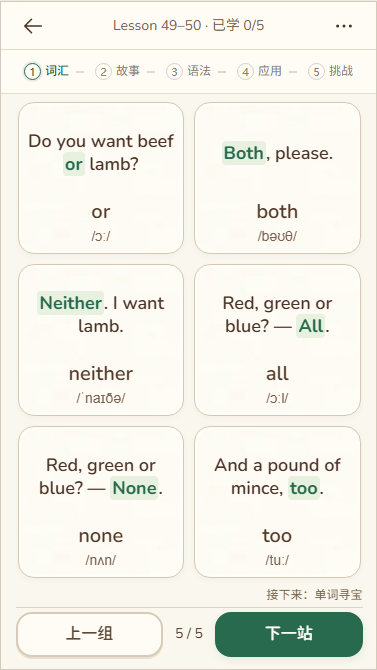 ← Lesson 49–50 · 已学 0/5 ···
1 词汇 – 2 故事 – 3 语法 – 4 应用 – 5 挑战
Do you want beef
or lamb?
or
/ɔː/
Both, please.
both
/bəʊθ/
Neither. I want
lamb.
neither
/ˈnaɪðə/
Red, green or
blue? — All.
all
/ɔːl/
Red, green or
blue? — None.
none
/nʌn/
And a pound of
mince, too.
too
/tuː/
接下来：单词寻宝
上一组 5 / 5 下一站